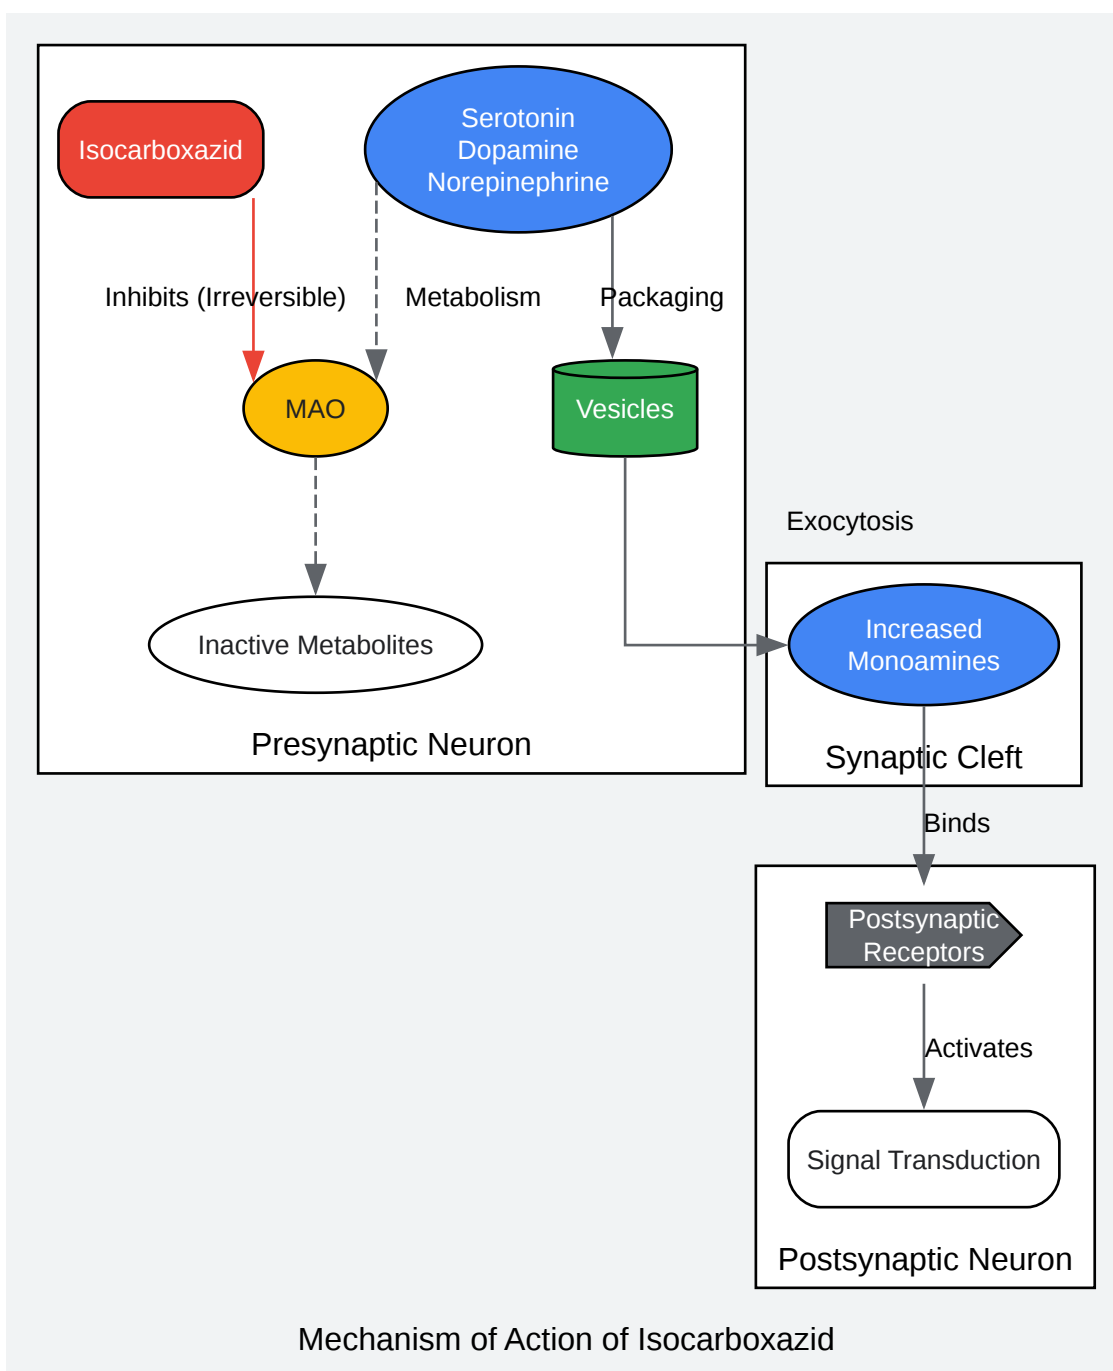 Isocarboxazid
Serotonin
Dopamine
Norepinephrine
Inhibits (Irreversible)
Metabolism
Packaging
MAO
Vesicles
Exocytosis
Inactive Metabolites
Increased
Monoamines
Presynaptic Neuron
Synaptic Cleft
Binds
Postsynaptic
Receptors
Activates
Signal Transduction
Postsynaptic Neuron
Mechanism of Action of Isocarboxazid